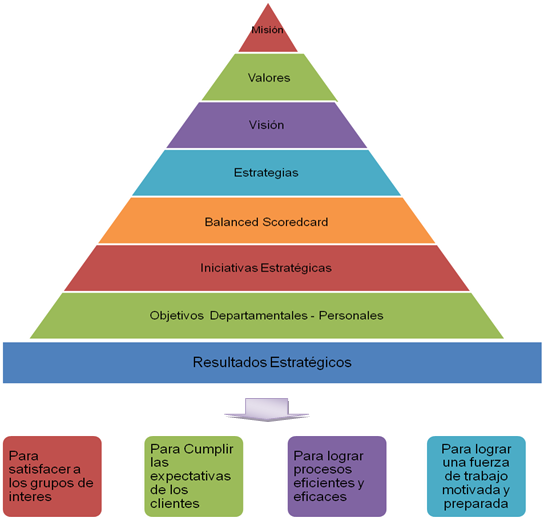 Misión
Valores
Visión
Estrategias
Balanced Scoredcard
Iniciativas Estratégicas
Objetivos Departamentales - Personales
Resultados Estratégicos
Para
satisfacer a
los grupos de
interes
Para Cumplir
las
expectativas
de los
clientes
Para lograr
procesos
eficientes y
eficaces
Para lograr
una fuerza
de trabajo
motivada y
preparada